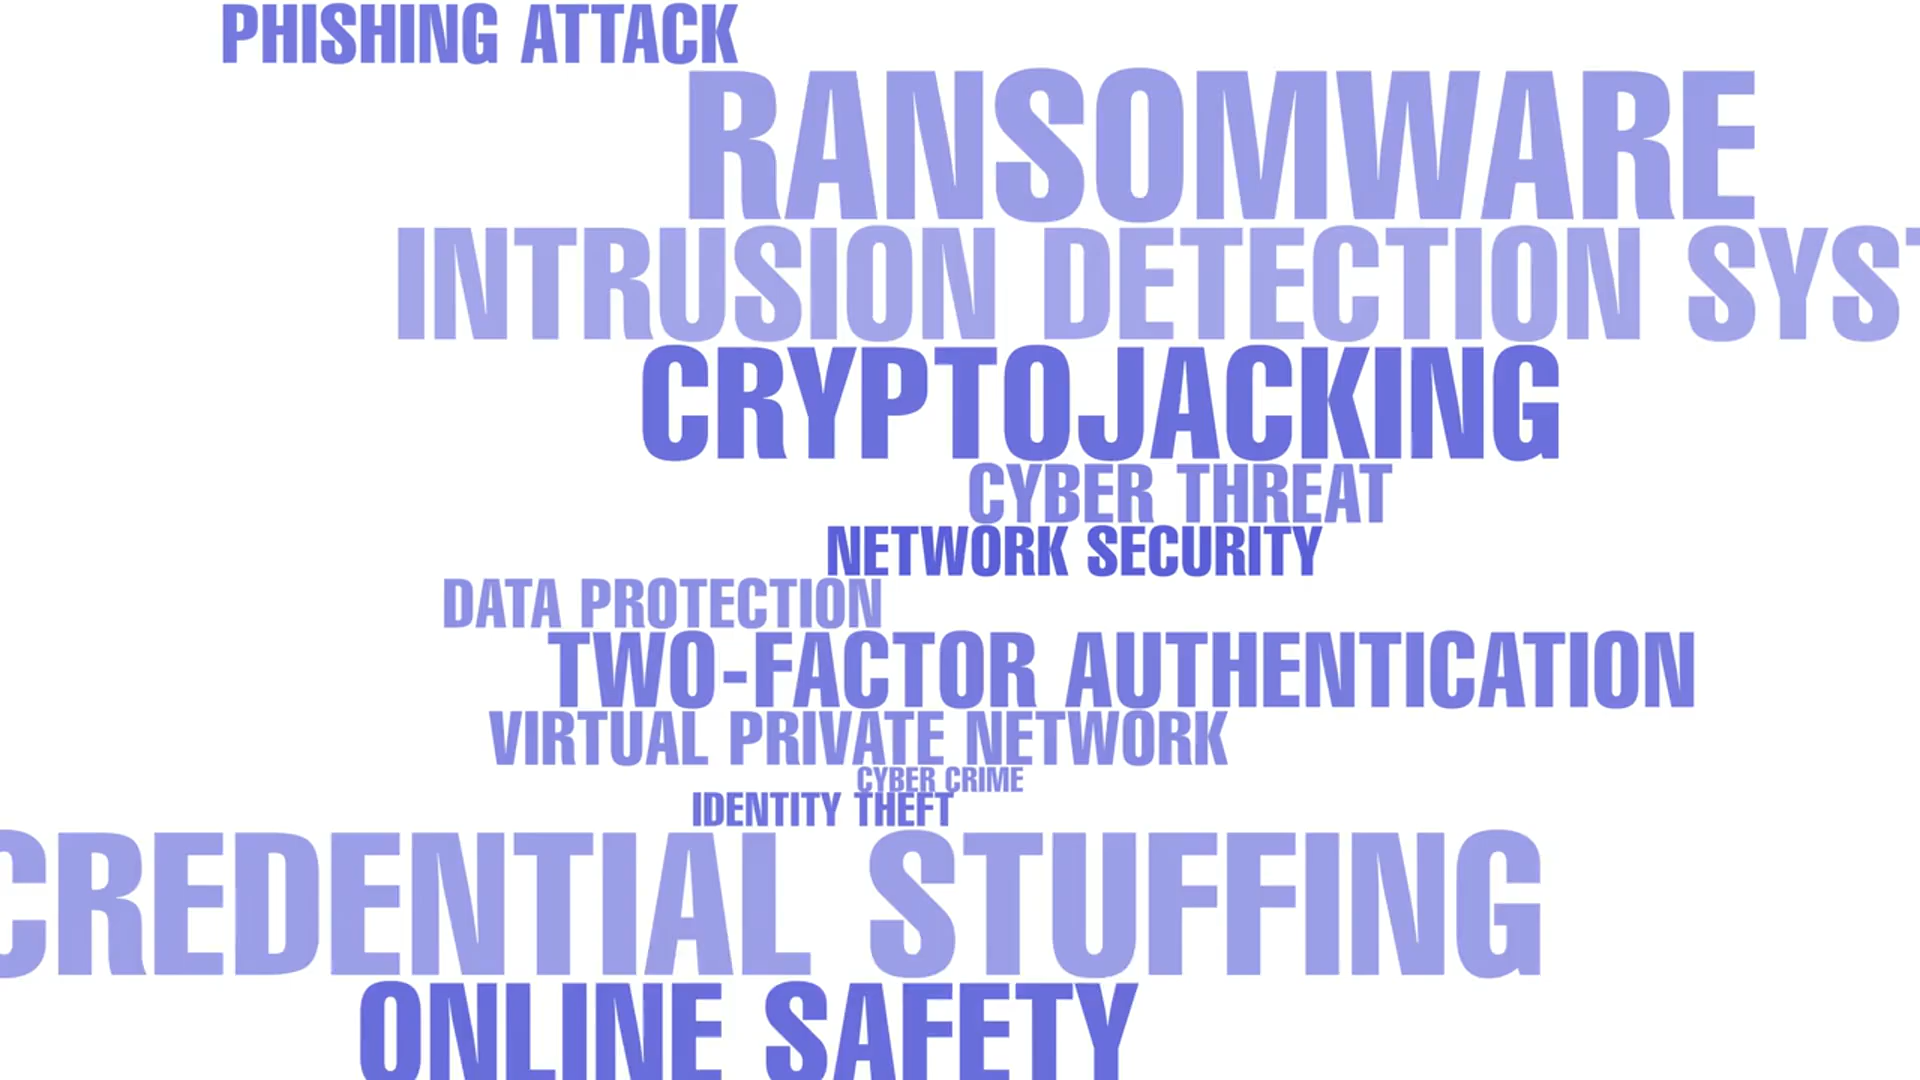 PHISHING ATTACK
RANSOMWARE
INTRUSION DETECTION SYST
CRYPTOJACKING
CYBER THREAT
NETWORK SECURITY
DATA PROTECTION
TWO-FACTOR AUTHENTICATION
VIRTUAL PRIVATE NETWORK
CYBER CRIME
IDENTITY THEFT
CREDENTIAL STUFFING
ONLINE SAFETY